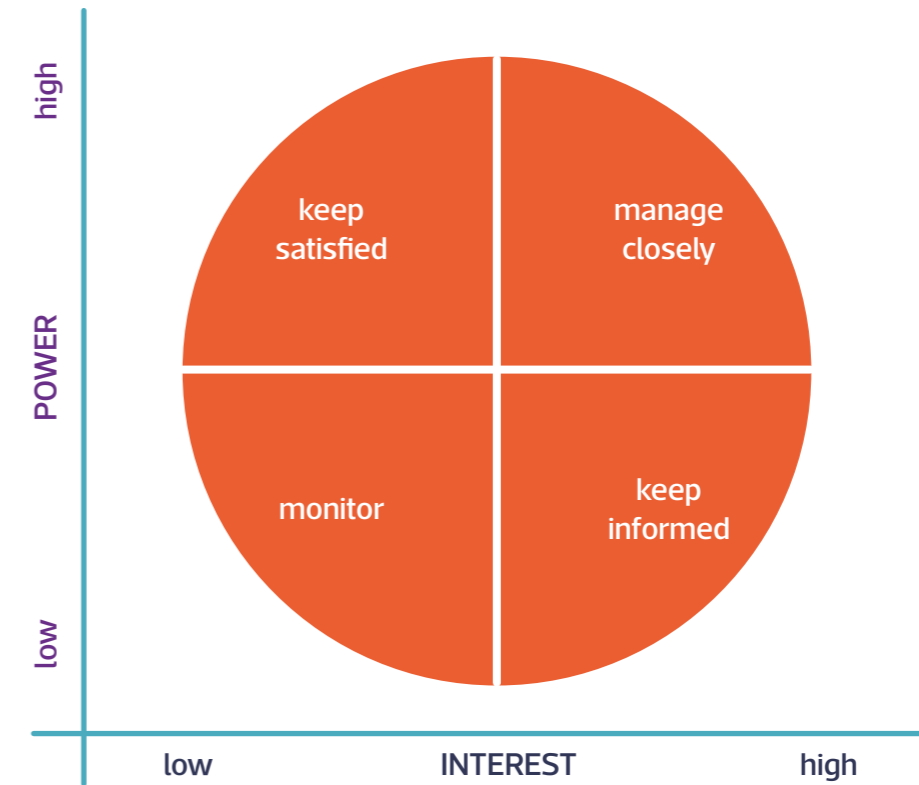 high
keep
satisfied
manage
closely
POWER
monitor
keep
informed
low
low
INTEREST
high